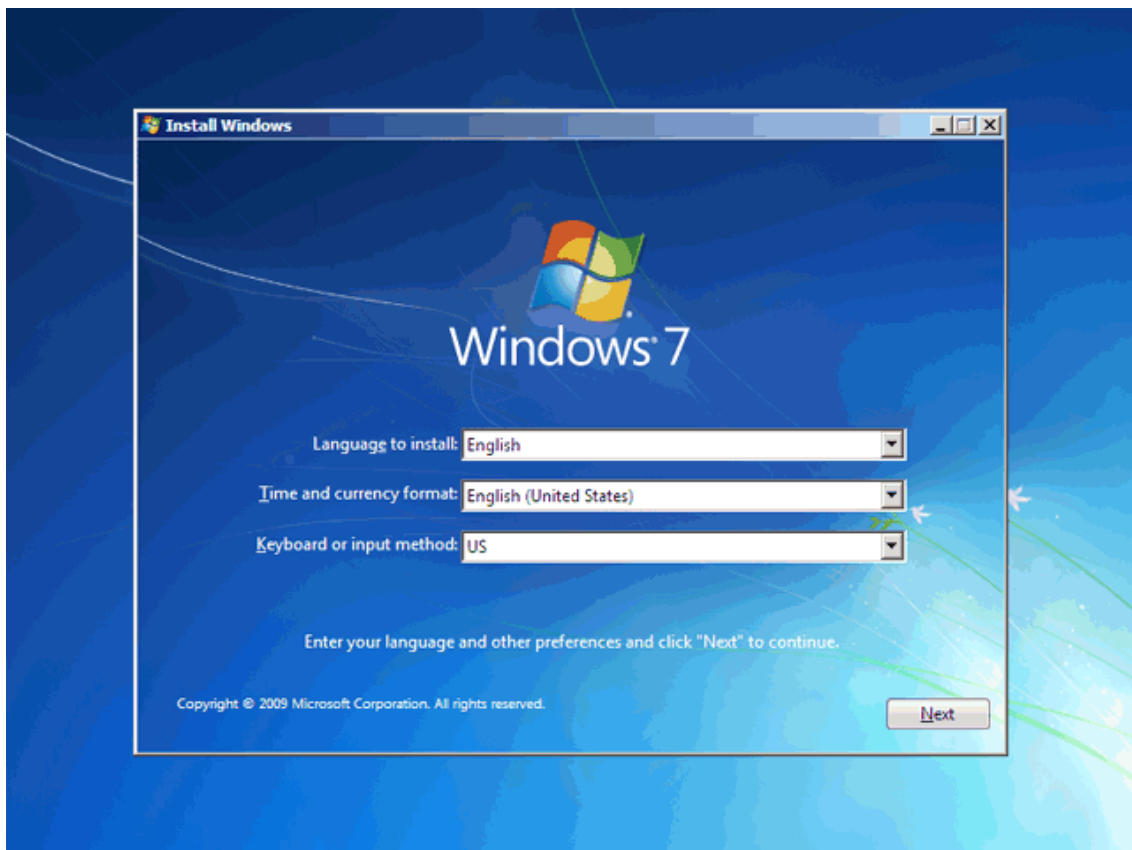 Install Windows
Windows® 7
Language to install: English
Time and currency format: English (United States)
Keyboard or input method: US
Enter your language and other preferences and click "Next" to continue.
Copyright © 2009 Microsoft Corporation. All rights reserved.
Next